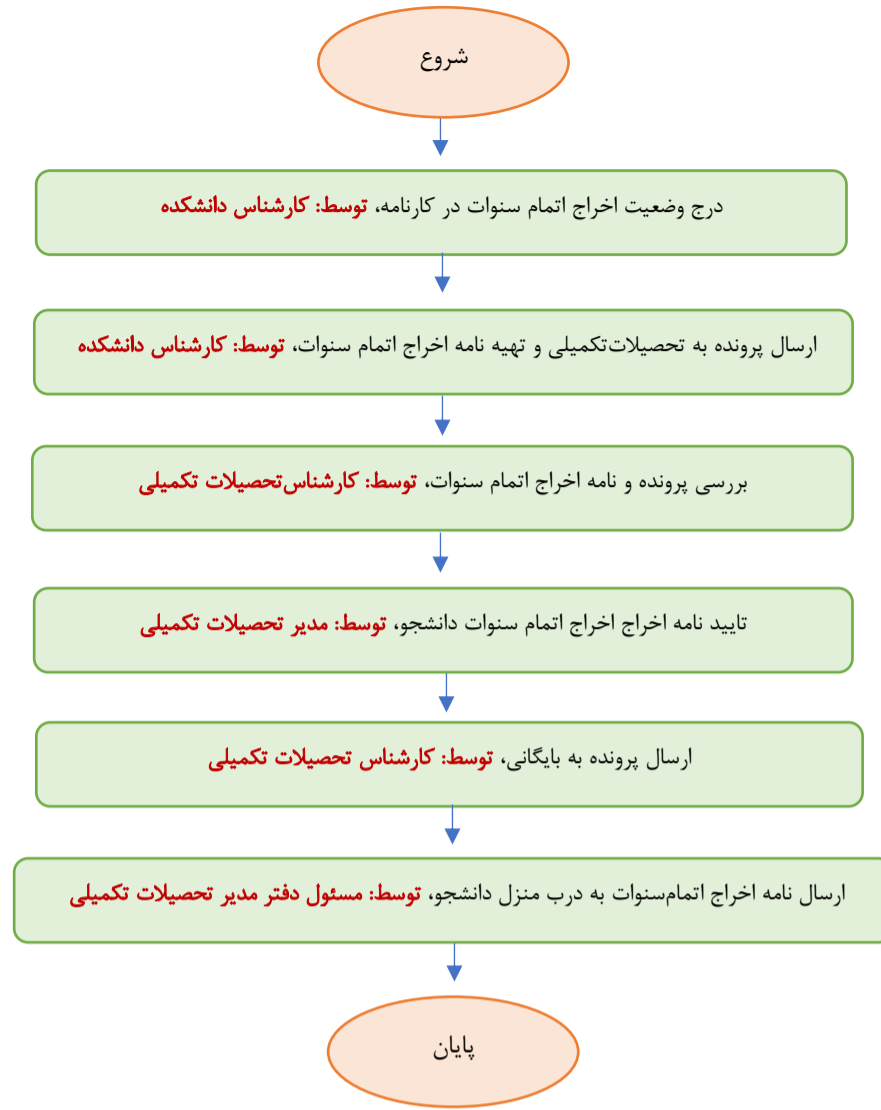 شروع
درج وضعیت اخراج اتمام سنوات در کارنامه، توسط: کارشناس دانشکده
ارسال پرونده به تحصیلات‌تکمیلی و تهیه نامه اخراج اتمام سنوات، توسط: کارشناس دانشکده
بررسی پرونده و نامه اخراج اتمام سنوات، توسط: کارشناس‌تحصیلات تکمیلی
تایید نامه اخراج اخراج اتمام سنوات دانشجو، توسط: مدیر تحصیلات تکمیلی
ارسال پرونده به بایگانی، توسط: کارشناس تحصیلات تکمیلی
ارسال نامه اخراج اتمام‌سنوات به درب منزل دانشجو، توسط: مسئول دفتر مدیر تحصیلات تکمیلی
پایان